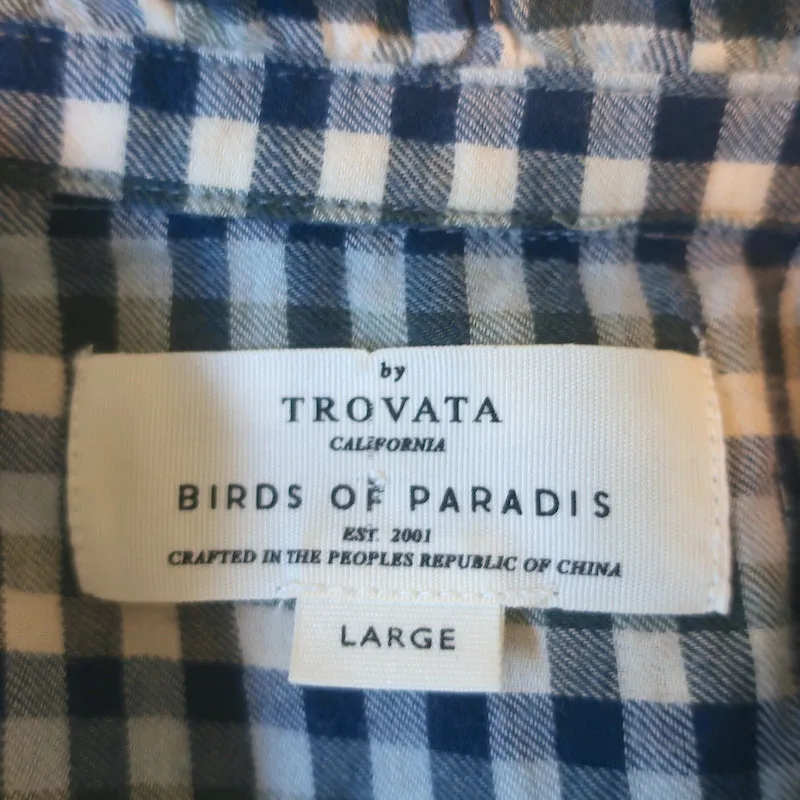 by
TROVATA
CALIFORNIA
BIRDS OF PARADIS
EST. 2001
CRAFTED IN THE PEOPLES REPUBLIC OF CHINA
LARGE